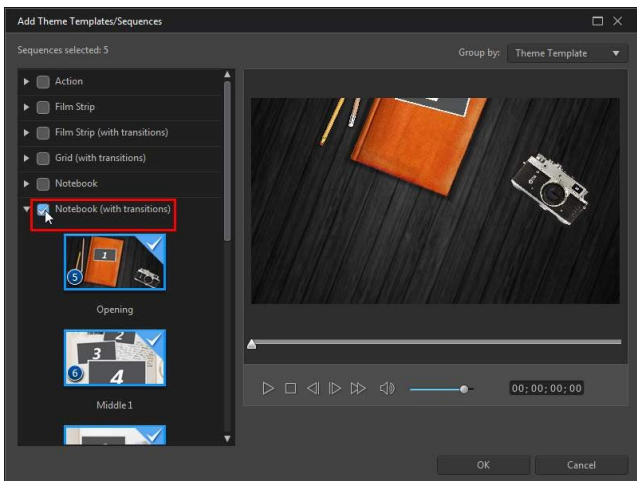 Add Theme Templates/Sequences
Sequences selected: 5
Group by: Theme Template
Action
Film Strip
Film Strip (with transitions)
Grid (with transitions)
Notebook
Notebook (with transitions)
1
5
Opening
2
3
4
6
Middle 1
00;00;00;00
OK Cancel